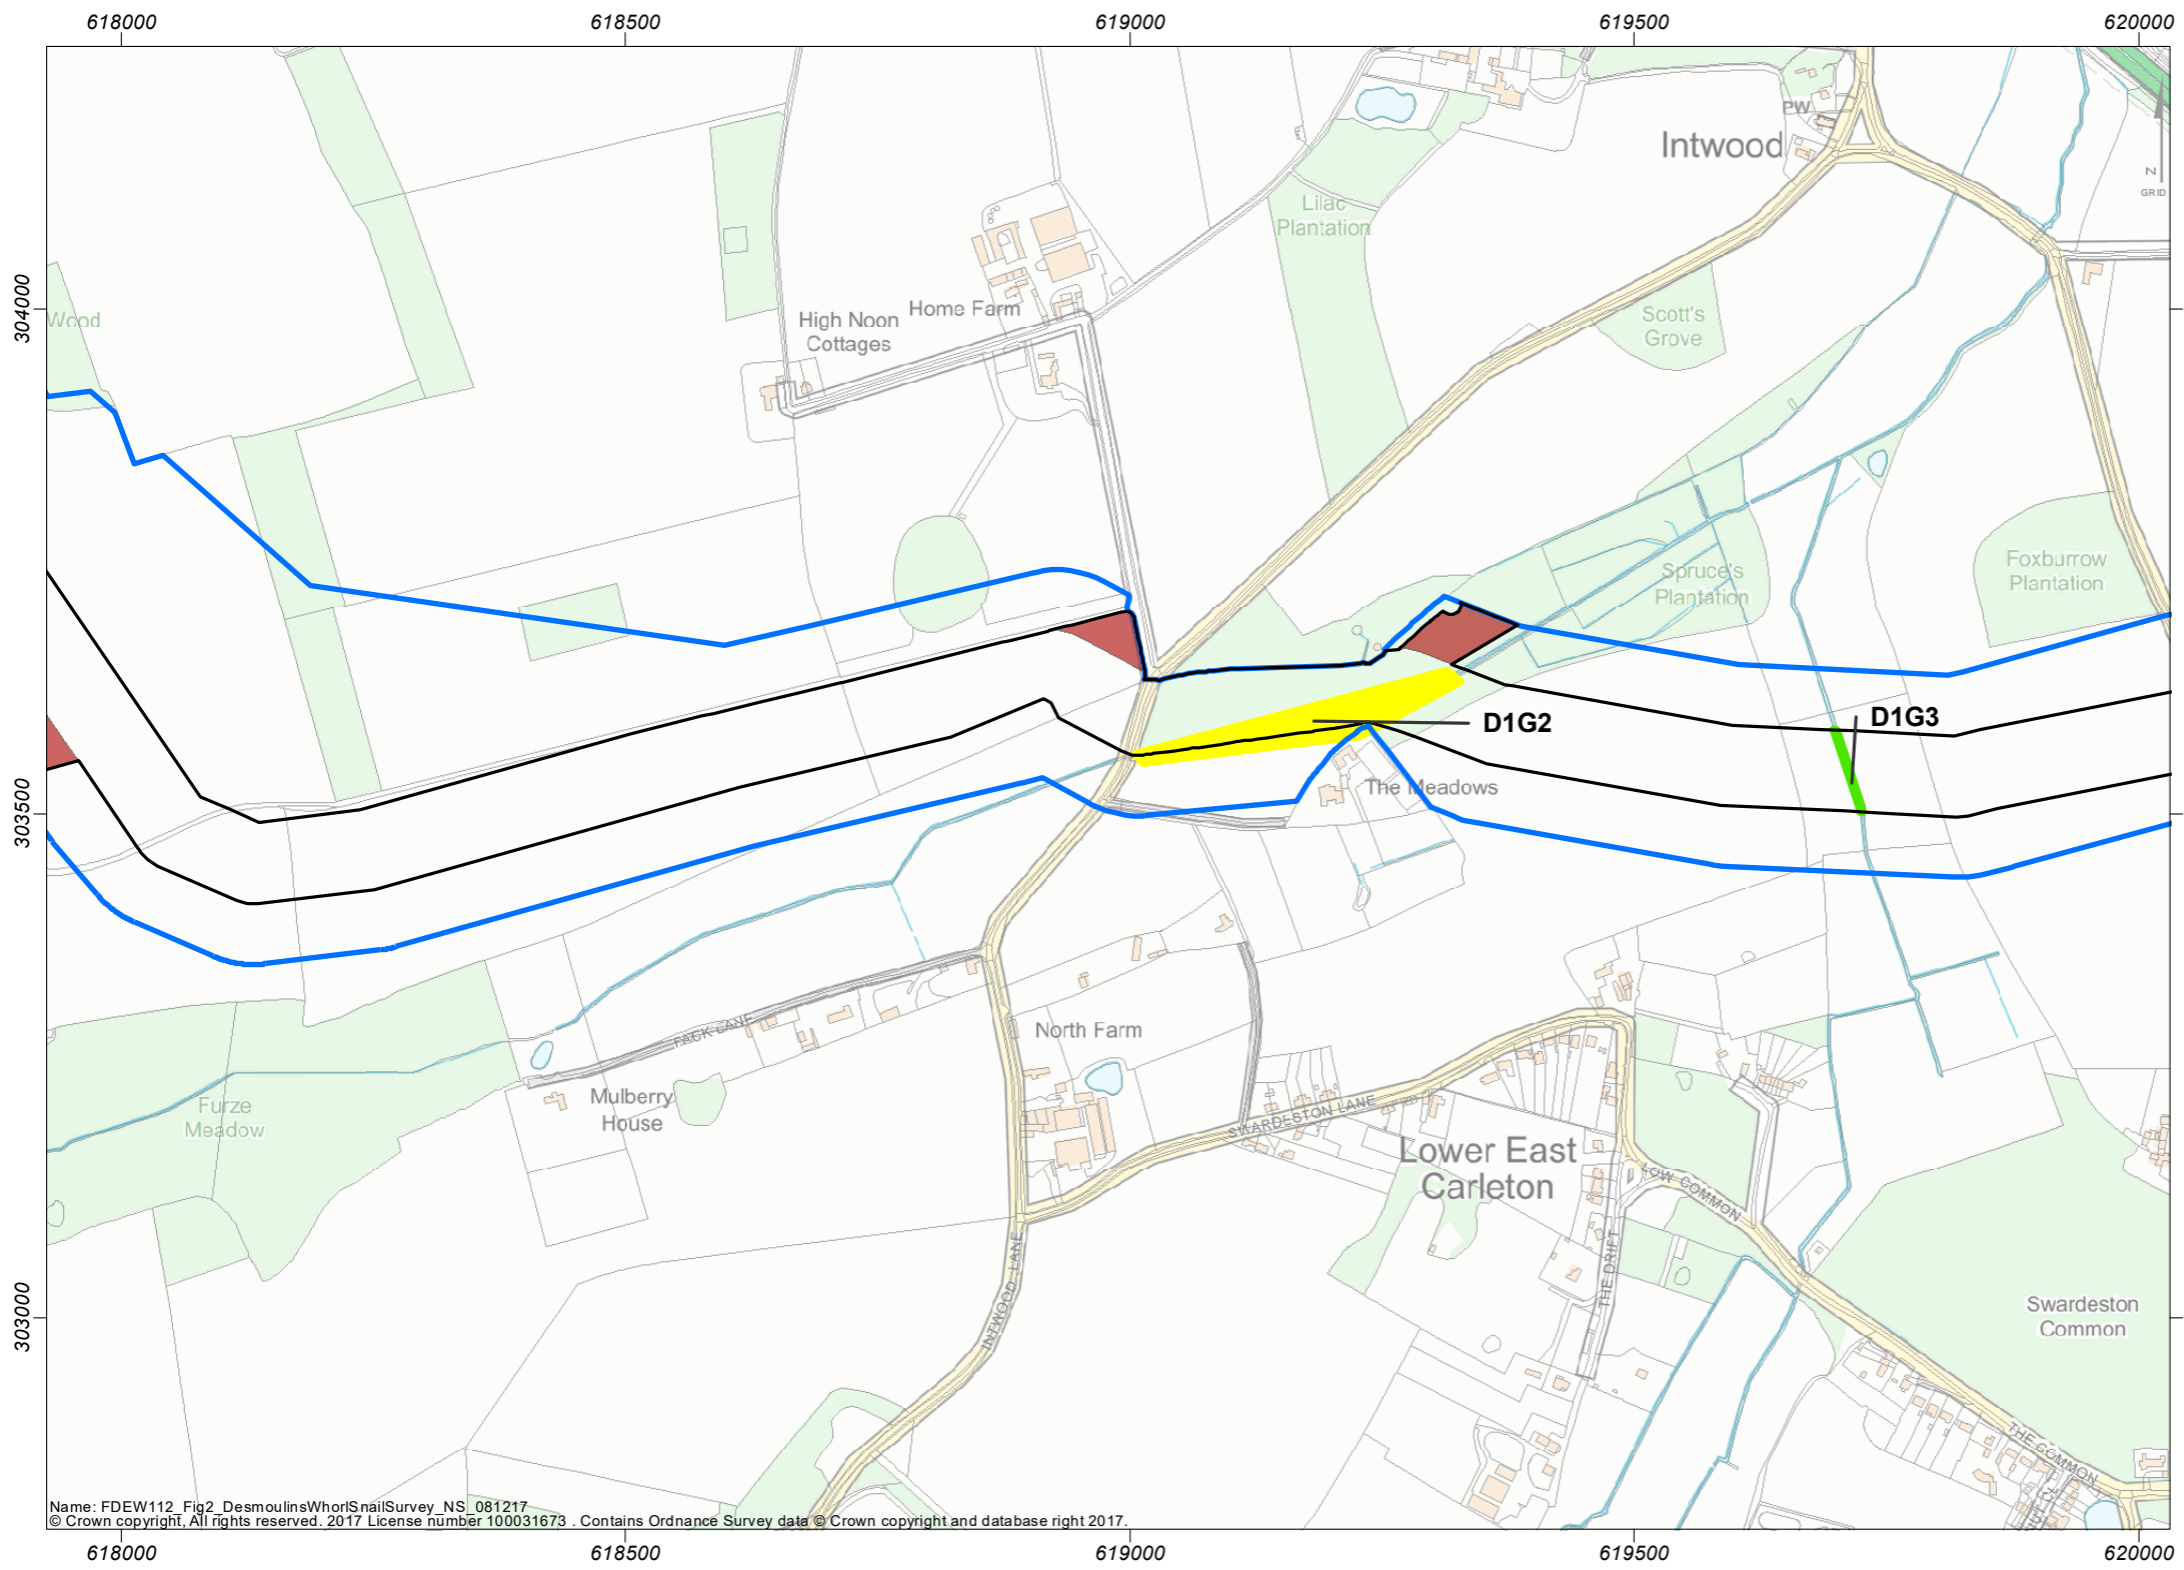 618000
618500
619000
619500
620000
PW
Intwood
N
GRID
Lilac
Plantation
304000
Wood
High Noon
Cottages
Home Farm
Scott's
Grove
Spruce's
Plantation
Foxburrow
Plantation
D1G2
D1G3
The Meadows
303500
PACK LANE
North Farm
Mulberry
House
Furze
Meadow
SWARDESTON LANE
Lower East
Carleton
LOW COMMON
THE DRIFT
INTWOOD LANE
303000
Swardeston
Common
THE COMMON
Name: FDEW112_Fig2_DesmoulinsWhorlSnailSurvey_NS_081217
© Crown copyright, All rights reserved. 2017 License number 100031673 . Contains Ordnance Survey data © Crown copyright and database right 2017.
618000
618500
619000
619500
620000